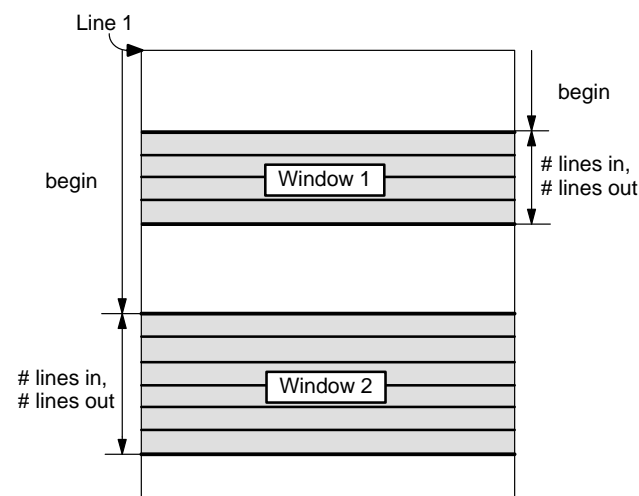 Line 1
begin
# lines in,
# lines out
Window 1
begin
Window 2
# lines in,
# lines out